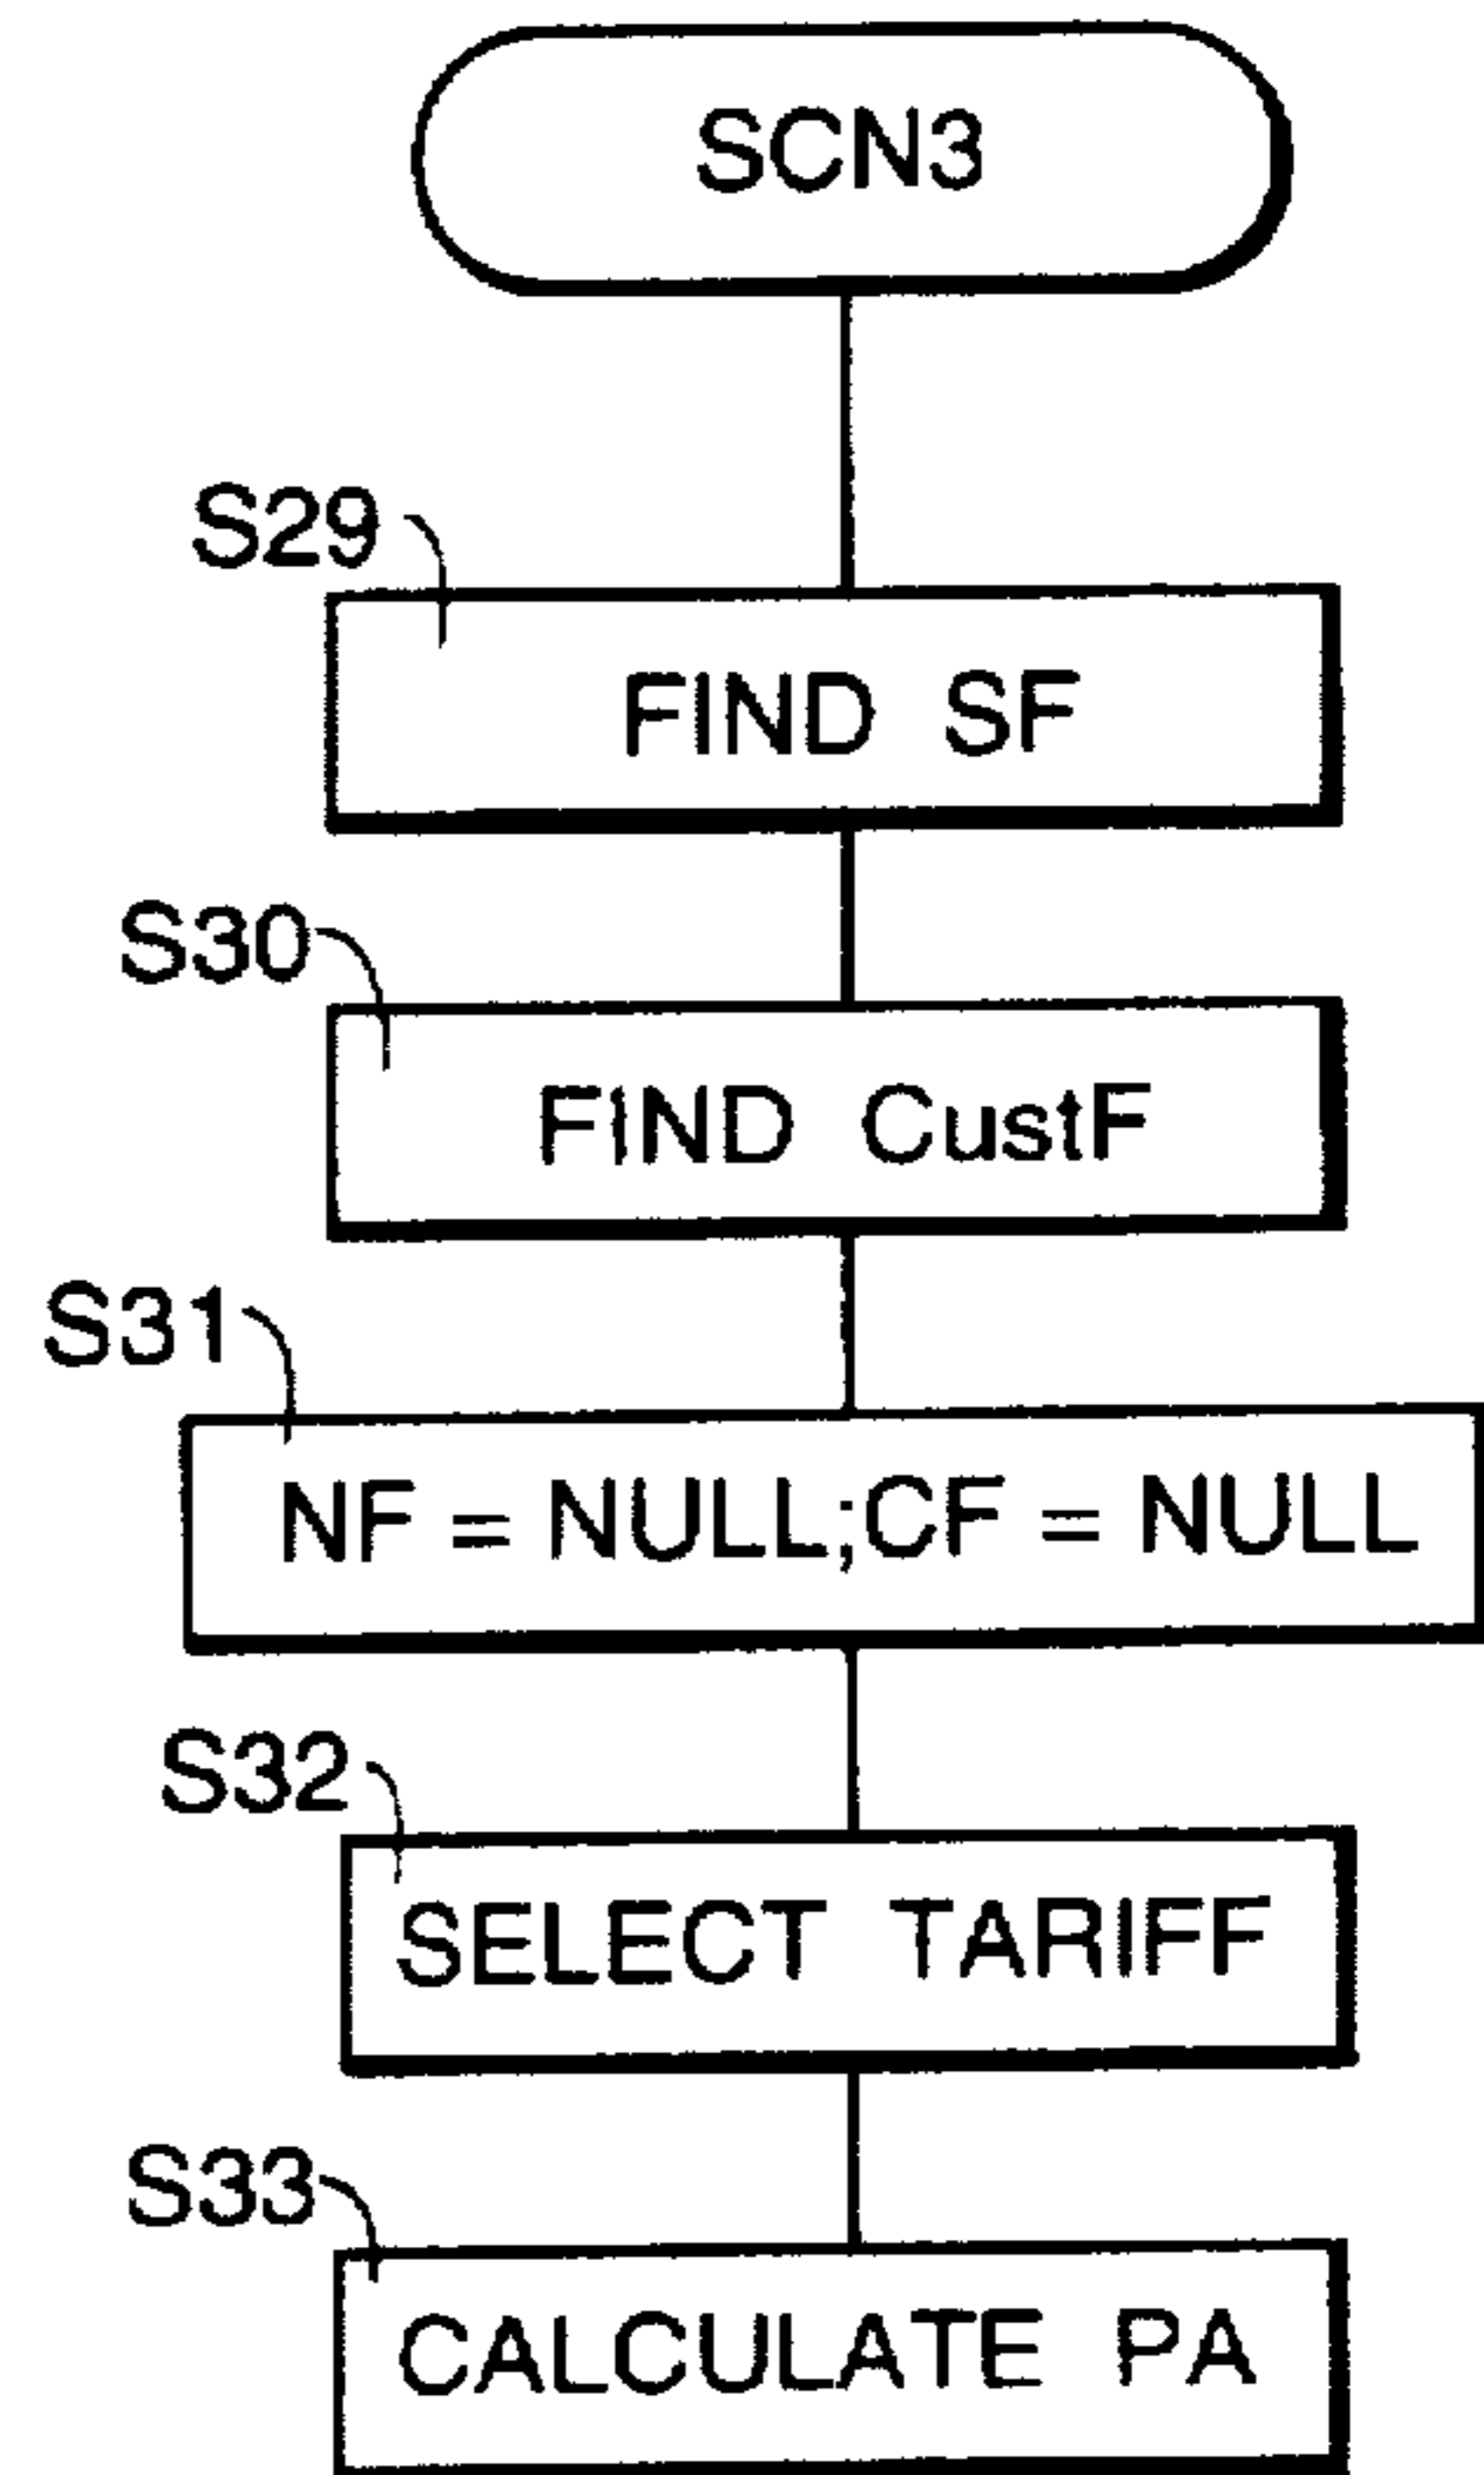 SCN3
S29
FIND SF
S30
FIND CustF
S31
NF = NULL;CF = NULL
S32
SELECT TARIFF
S33
CALCULATE PA